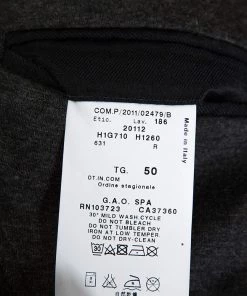 COM.P/2011/02479/B
Etic. Lav. 186
20112
H1G710 H1260
631 R
TG. 50
OT.IN.COM
Ordine stagionale
G.A.O. SPA
RN103723 CA37360
30° MILD WASH.CYCLE
DO NOT BLEACH
DO NOT TUMBLER DRY
IRON AT LOW TEMPER.
DO NOT DRY-CLEAN
Made in Italy